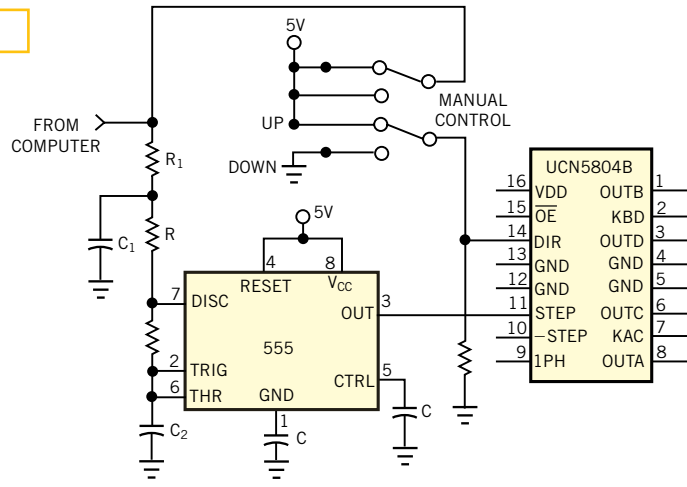 5V
MANUAL
CONTROL
FROM
COMPUTER
UP
DOWN
R1
R
C1
5V
4
8
RESET
VCC
7
DISC
3
OUT
555
2
TRIG
6
THR
5
CTRL
GND
1
C
C
C2
UCN5804B
16
VDD
OUTB
1
15
OE
KBD
2
14
DIR
OUTD
3
13
GND
GND
4
12
GND
GND
5
11
STEP
OUTC
6
10
−STEP
KAC
7
9
1PH
OUTA
8